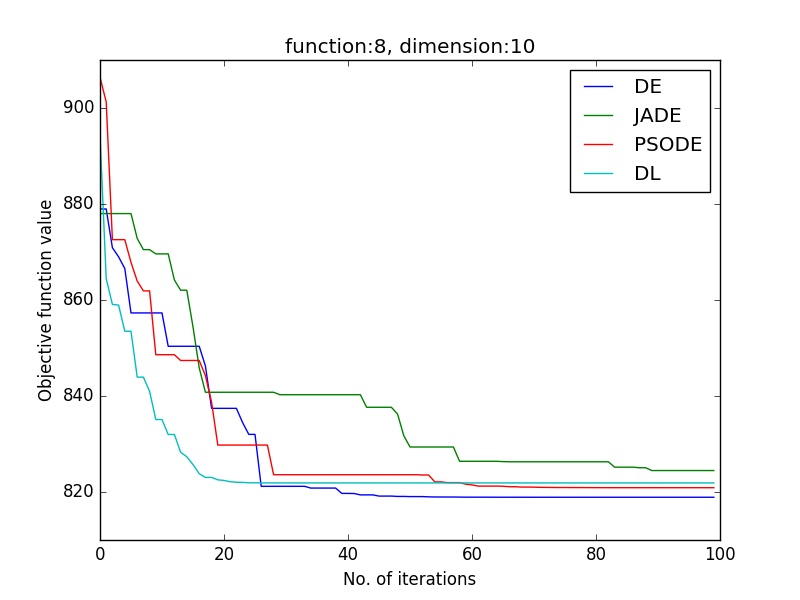 function:8, dimension:10
DE
JADE
PSODE
DL
Objective function value
900
880
860
840
820
0 20 40 60 80 100
No. of iterations